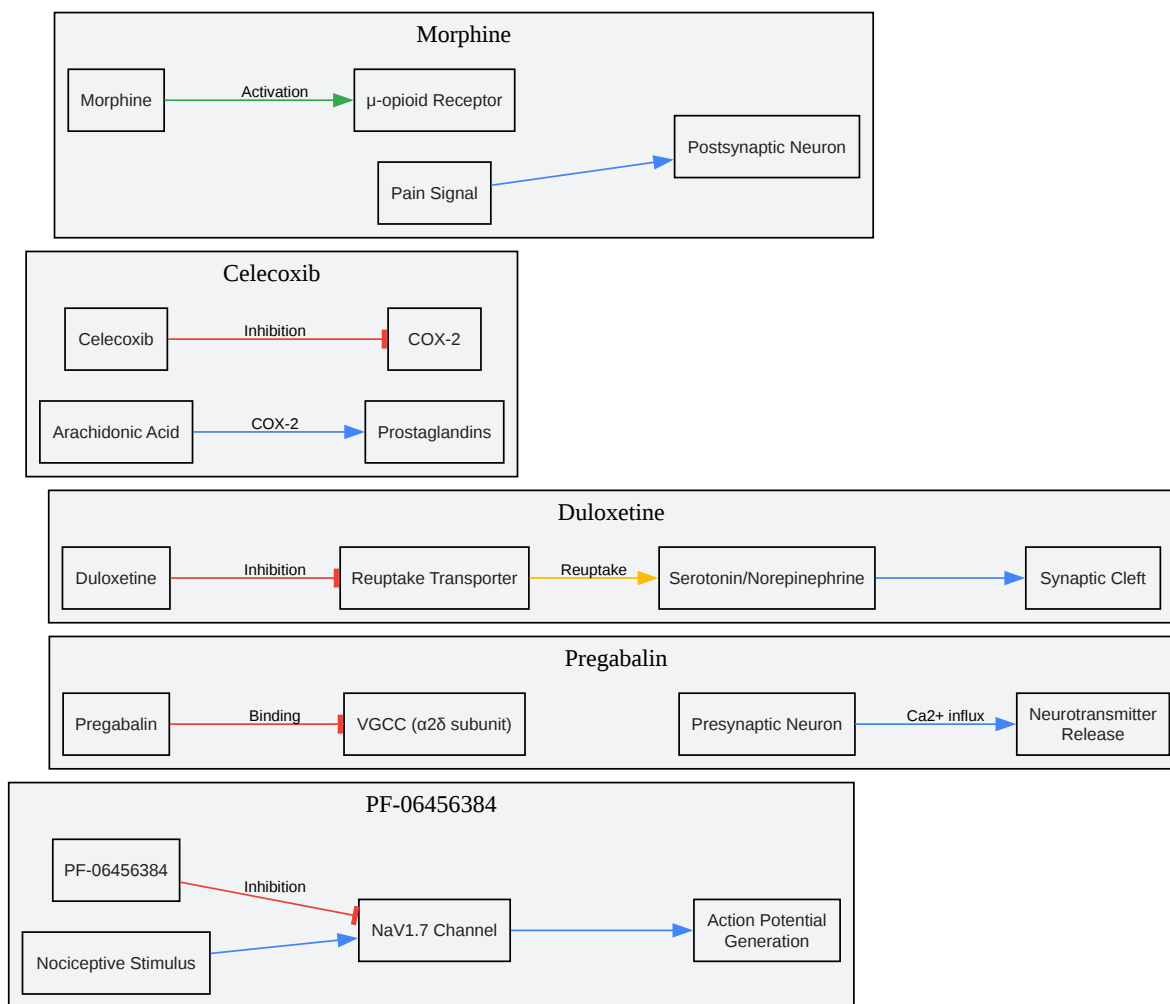 Morphine
Morphine
Activation
μ-opioid Receptor
Pain Signal
Postsynaptic Neuron
Celecoxib
Celecoxib
Inhibition
COX-2
Arachidonic Acid
COX-2
Prostaglandins
Duloxetine
Duloxetine
Inhibition
Reuptake Transporter
Reuptake
Serotonin/Norepinephrine
Synaptic Cleft
Pregabalin
Pregabalin
Binding
VGCC (α2δ subunit)
Presynaptic Neuron
Ca2+ influx
Neurotransmitter
Release
PF-06456384
PF-06456384
Inhibition
Nociceptive Stimulus
NaV1.7 Channel
Action Potential
Generation